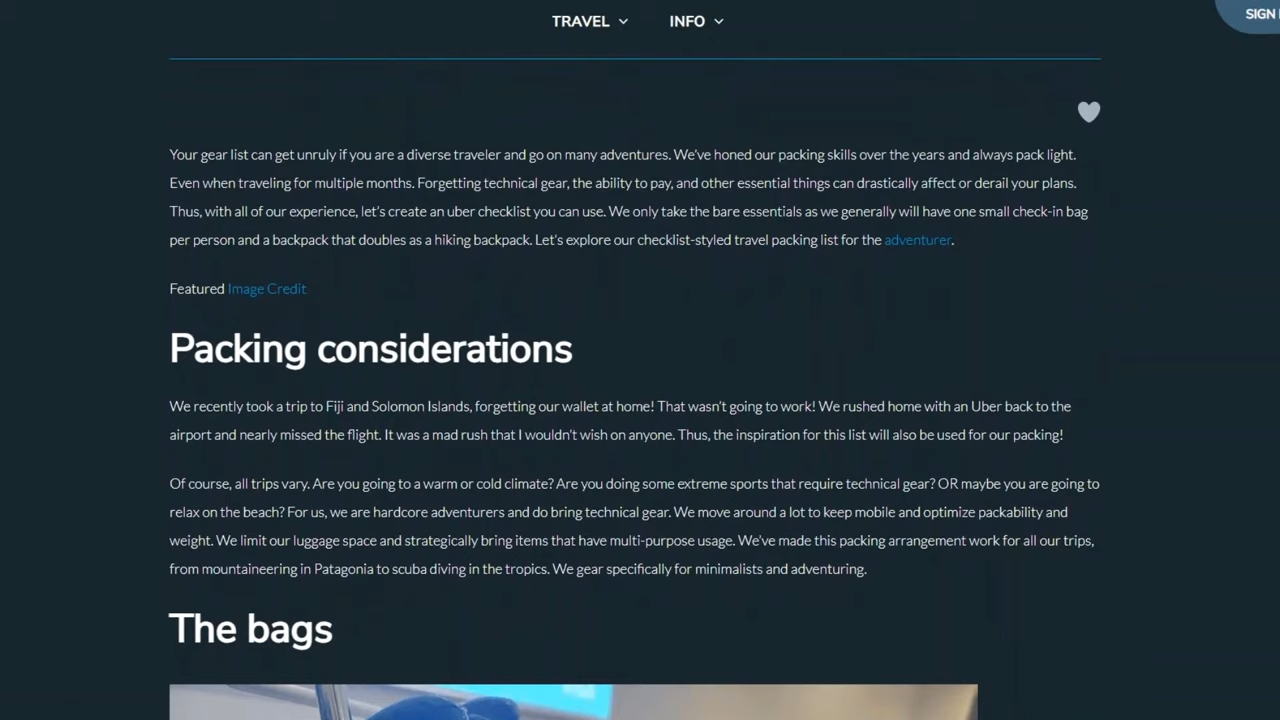 TRAVEL INFO
SIGN
Your gear list can get unruly if you are a diverse traveler and go on many adventures. We've honed our packing skills over the years and always pack light.
Even when traveling for multiple months. Forgetting technical gear, the ability to pay, and other essential things can drastically affect or derail your plans.
Thus, with all of our experience, let's create an uber checklist you can use. We only take the bare essentials as we generally will have one small check-in bag
per person and a backpack that doubles as a hiking backpack. Let's explore our checklist-styled travel packing list for the adventurer.
Featured Image Credit
Packing considerations
We recently took a trip to Fiji and Solomon Islands, forgetting our wallet at home! That wasn't going to work! We rushed home with an Uber back to the
airport and nearly missed the flight. It was a mad rush that I wouldn't wish on anyone. Thus, the inspiration for this list will also be used for our packing!
Of course, all trips vary. Are you going to a warm or cold climate? Are you doing some extreme sports that require technical gear? OR maybe you are going to
relax on the beach? For us, we are hardcore adventurers and do bring technical gear. We move around a lot to keep mobile and optimize packability and
weight. We limit our luggage space and strategically bring items that have multi-purpose usage. We've made this packing arrangement work for all our trips,
from mountaineering in Patagonia to scuba diving in the tropics. We gear specifically for minimalists and adventuring.
The bags